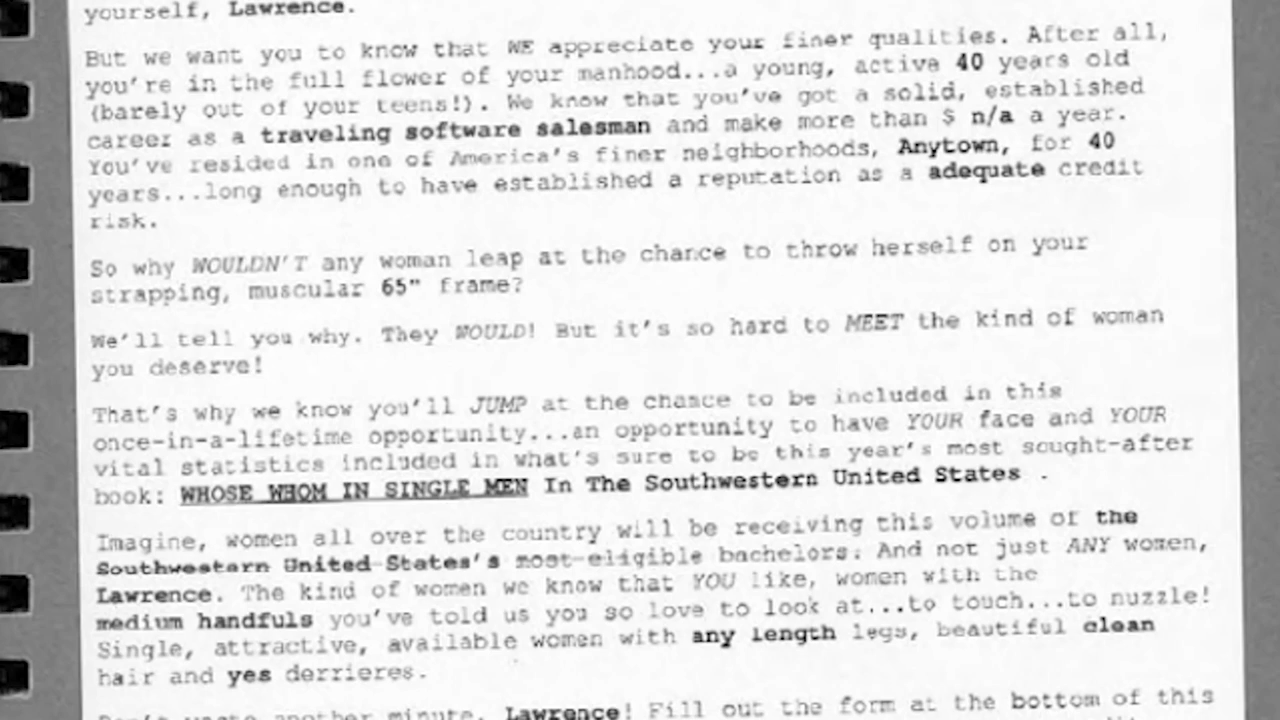 yourself, Lawrence.
But we want you to know that WE appreciate your finer qualities. After all,
you're in the full flower of your manhood...a young, active 40 years old
(barely out of your teens!). We know that you've got a solid, established
career as a traveling software salesman and make more than $ n/a a year.
You've resided in one of America's finer neighborhoods, Anytown, for 40
years...long enough to have established a reputation as a adequate credit
risk.
So why WOULDN'T any woman leap at the chance to throw herself on your
strapping, muscular 65" frame?
We'll tell you why. They WOULD! But it's so hard to MEET the kind of woman
you deserve!
That's why we know you'll JUMP at the chance to be included in this
once-in-a-lifetime opportunity...an opportunity to have YOUR face and YOUR
vital statistics included in what's sure to be this year's most sought-after
book: WHOSE WHOM IN SINGLE MEN In The Southwestern United States .
Imagine, women all over the country will be receiving this volume of the
Southwestern United States's most eligible bachelors. And not just ANY women,
Lawrence. The kind of women we know that YOU like, women with the
medium handfuls you've told us you so love to look at...to touch...to nuzzle!
Single, attractive, available women with any length legs, beautiful clean
hair and yes derrieres.
Don't waste another minute, Lawrence! Fill out the form at the bottom of this